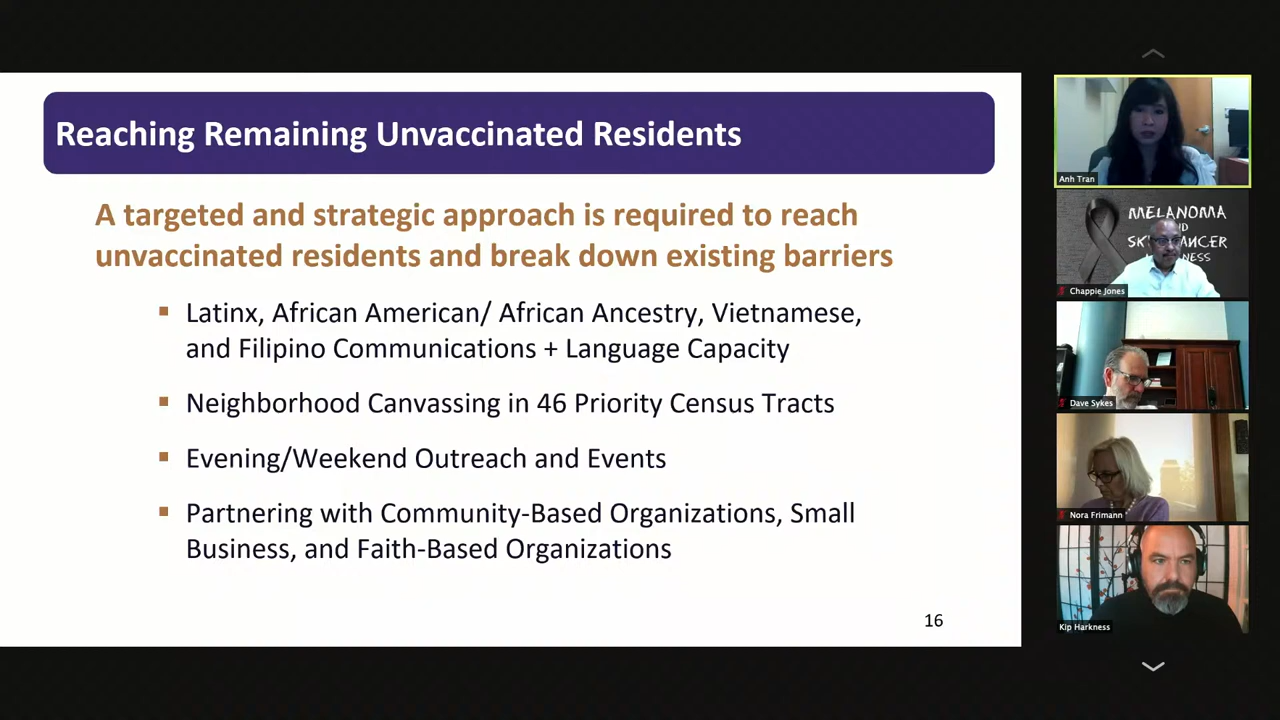 Reaching Remaining Unvaccinated Residents
A targeted and strategic approach is required to reach
unvaccinated residents and break down existing barriers
▪ Latinx, African American/ African Ancestry, Vietnamese,
and Filipino Communications + Language Capacity
▪ Neighborhood Canvassing in 46 Priority Census Tracts
▪ Evening/Weekend Outreach and Events
▪ Partnering with Community-Based Organizations, Small
Business, and Faith-Based Organizations
16
Anh Tran
MELANOMA
Chappie Jones
Dave Sykes
Nora Frimann
Kip Harkness